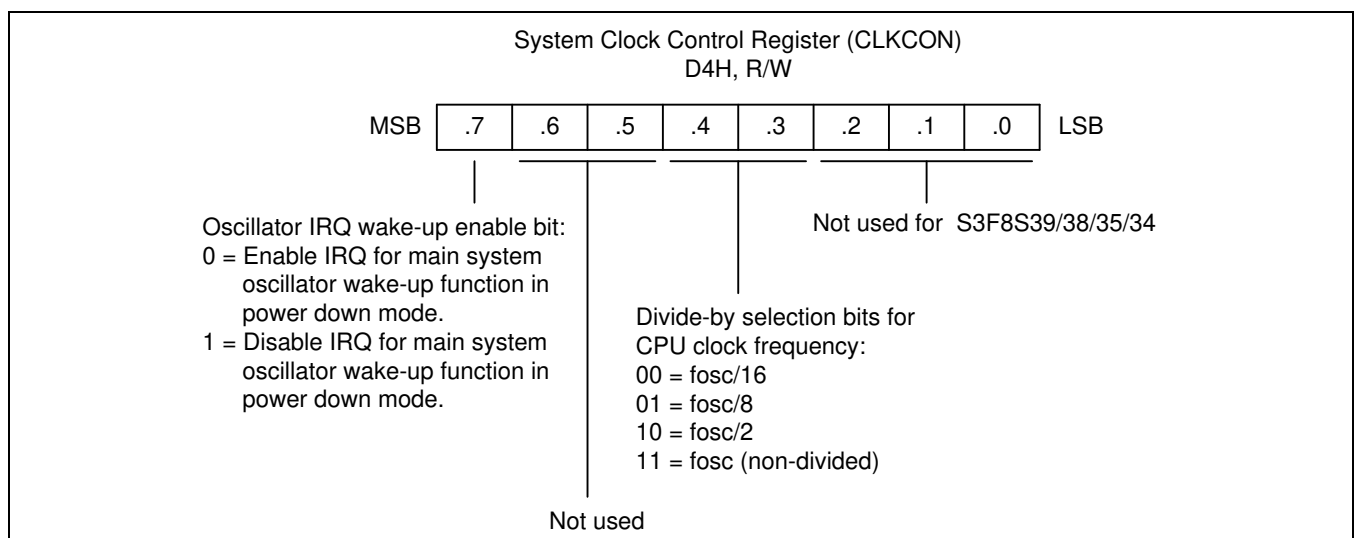 System Clock Control Register (CLKCON)
D4H, R/W
MSB .7 .6 .5 .4 .3 .2 .1 .0 LSB
Oscillator IRQ wake-up enable bit:
0 = Enable IRQ for main system
oscillator wake-up function in
power down mode.
1 = Disable IRQ for main system
oscillator wake-up function in
power down mode.
Not used
Divide-by selection bits for
CPU clock frequency:
00 = fosc/16
01 = fosc/8
10 = fosc/2
11 = fosc (non-divided)
Not used for S3F8S39/38/35/34